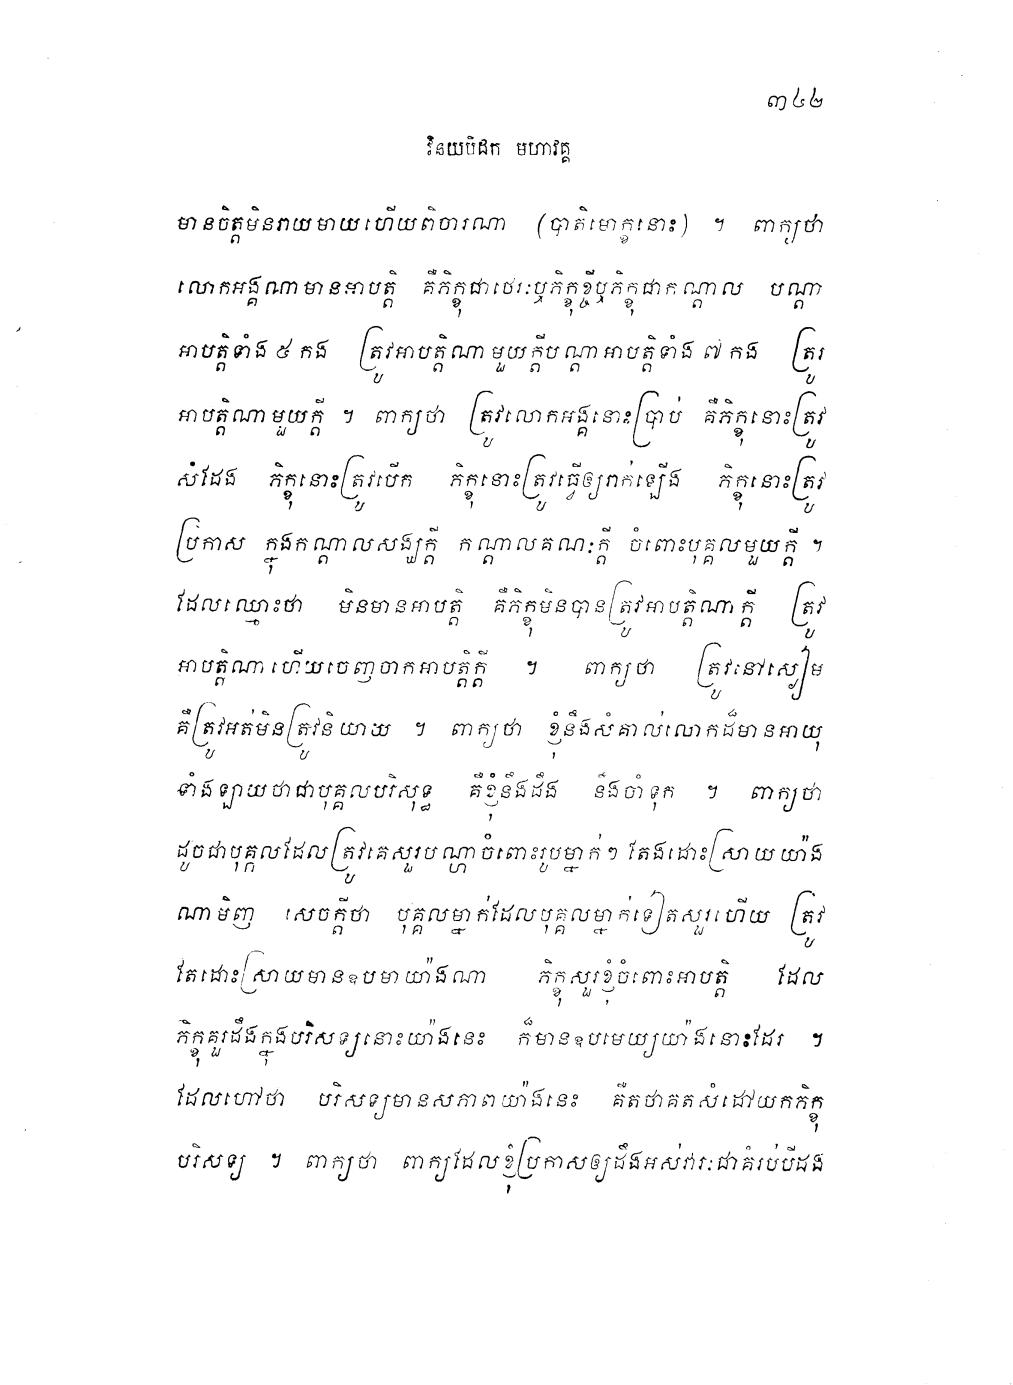 ៣៤២
វិនយបិដក មហាវគ្គ
មានចិត្តមិនរាយមាយហើយពិចារណា (បាតិមោក្ខនោះ) ។ ពាក្យថា
លោកអង្គណាមានអាបត្តិ គឺភិក្ខុជាថេរៈឬភិក្ខុខ្ចីឬភិក្ខុជាកណ្តាល បណ្តា
អាបត្តិទាំង ៥ កង ត្រូវអាបត្តិណាមួយក្តីបណ្តាអាបត្តិទាំង ៧ កង ត្រូវ
អាបត្តិណាមួយក្តី ។ ពាក្យថា ត្រូវលោកអង្គនោះប្រាប់ គឺភិក្ខុនោះត្រូវ
សំដែង ភិក្ខុនោះត្រូវបើក ភិក្ខុនោះត្រូវធ្វើឲ្យរាក់ឡើង ភិក្ខុនោះត្រូវ
ប្រកាស ក្នុងកណ្តាលសង្ឃក្តី កណ្តាលគណៈក្តី ចំពោះបុគ្គលមួយក្តី ។
ដែលឈ្មោះថា មិនមានអាបត្តិ គឺភិក្ខុមិនបានត្រូវអាបត្តិណាក្តី ត្រូវ
អាបត្តិណាហើយចេញចាកអាបត្តិក្តី ។ ពាក្យថា ត្រូវនៅស្ងៀម
គឺត្រូវអត់មិនត្រូវនិយាយ ។ ពាក្យថា ខ្ញុំនឹងសំគាល់លោកដ៏មានអាយុ
ទាំងឡាយថាជាបុគ្គលបរិសុទ្ធ គឺខ្ញុំនឹងដឹង នឹងចាំទុក ។ ពាក្យថា
ដូចជាបុគ្គលដែលត្រូវគេសួរបណ្ហាចំពោះរូបម្នាក់ៗ តែងដោះស្រាយយ៉ាង
ណាមិញ សេចក្តីថា បុគ្គលម្នាក់ដែលបុគ្គលម្នាក់ទៀតសួរហើយ ត្រូវ
តែដោះស្រាយមានឧបមាយ៉ាងណា ភិក្ខុសួរខ្ញុំចំពោះអាបត្តិ ដែល
ភិក្ខុគួរដឹងក្នុងបរិសទ្យនោះយ៉ាងនេះ ក៏មានឧបមេយ្យយ៉ាងនោះដែរ ។
ដែលហៅថា បរិសទ្យមានសភាពយ៉ាងនេះ គឺតថាគតសំដៅយកភិក្ខុ
បរិសទ្យ ។ ពាក្យថា ពាក្យដែលខ្ញុំប្រកាសឲ្យដឹងអស់វារៈជាគំរប់បីដង